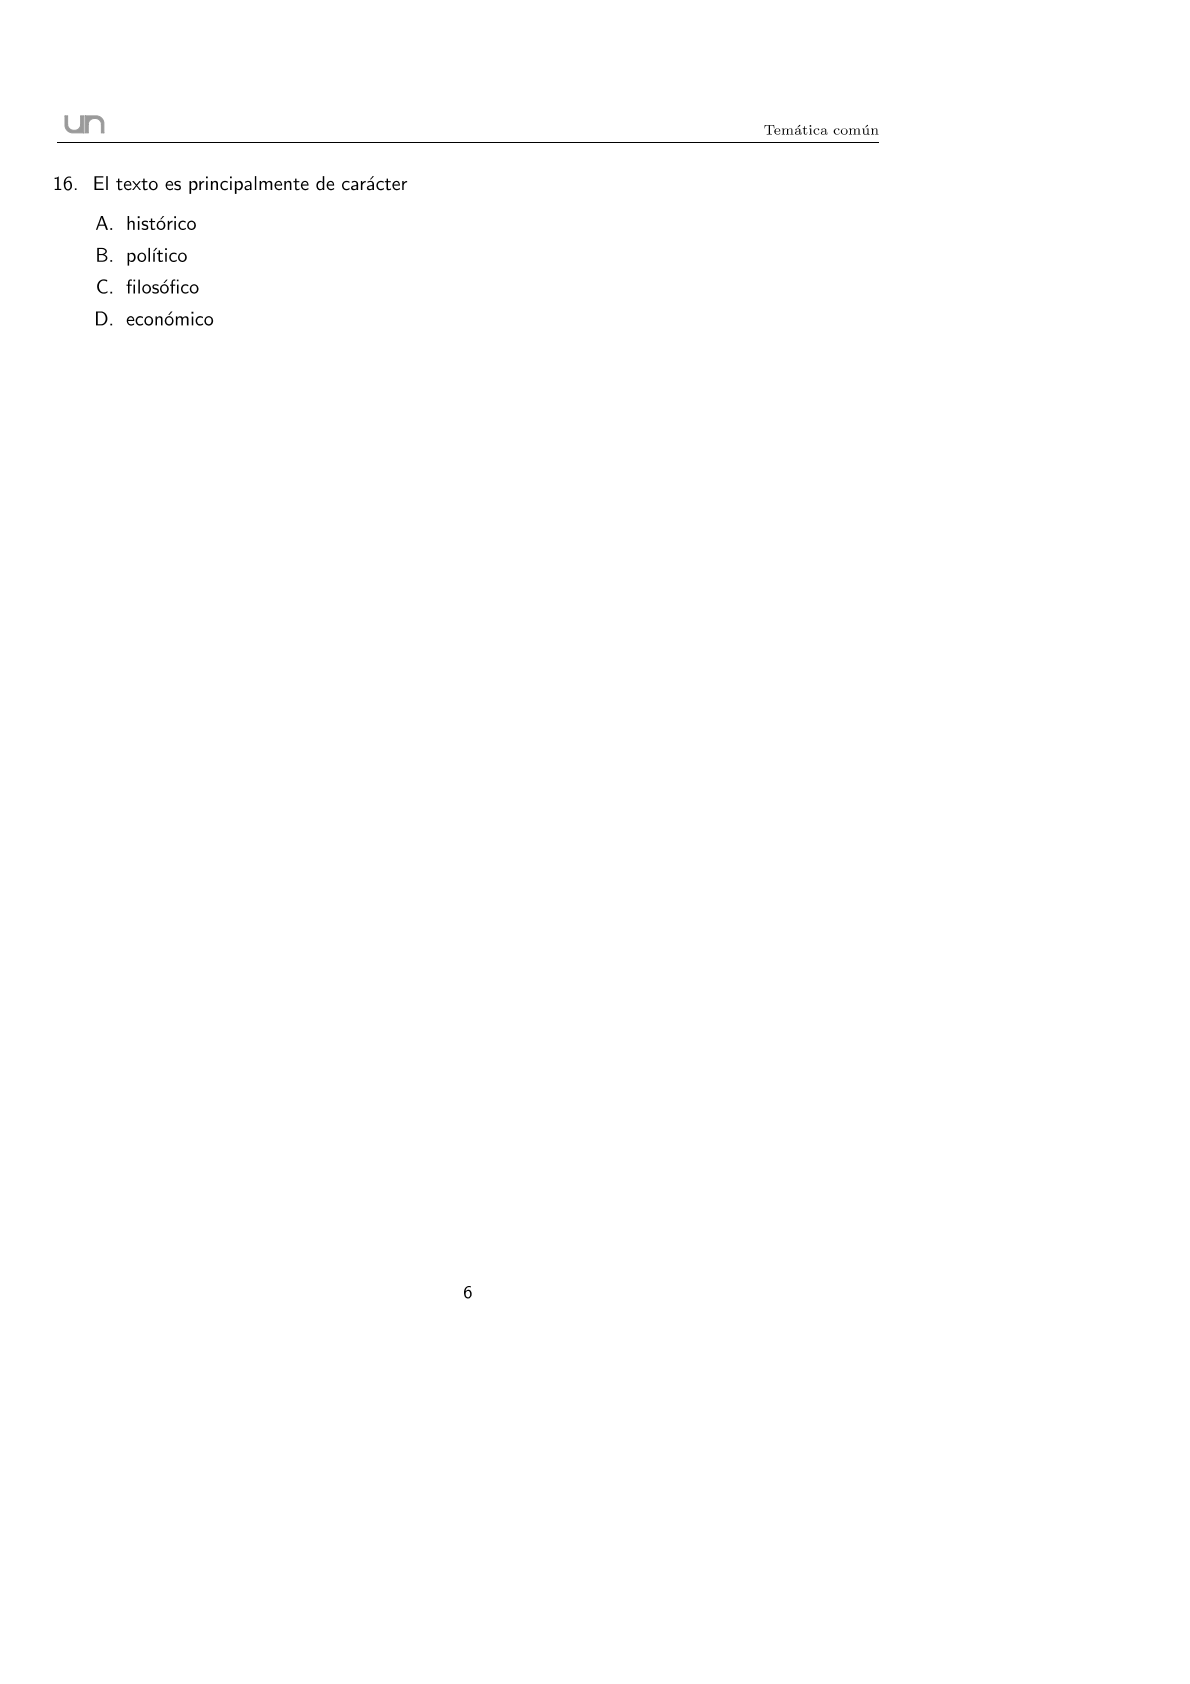 un
Temática común
16. El texto es principalmente de carácter
A. histórico
B. político
C. filosófico
D. económico
6